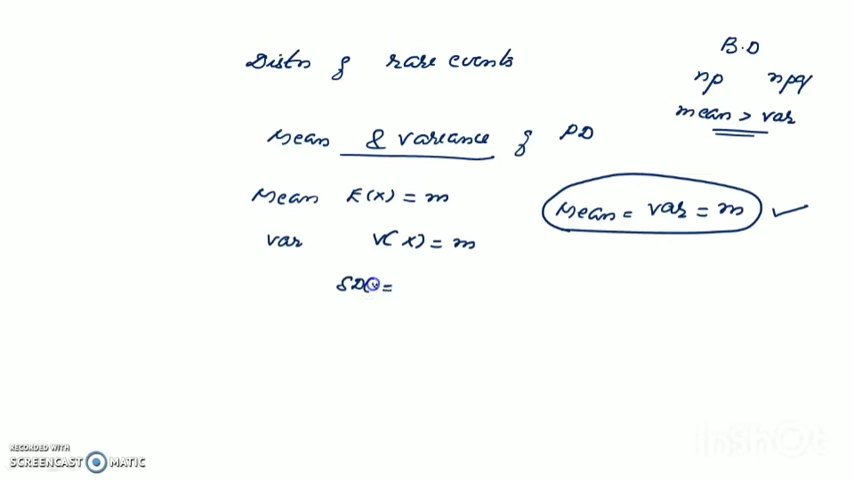 Distn of rare events
B.D
np npq
mean > var
Mean & variance of PD
Mean E(X) = m
Mean = var = m
var V(X) = m
SD(X) =
RECORDED WITH
SCREENCAST MATIC
InShOt